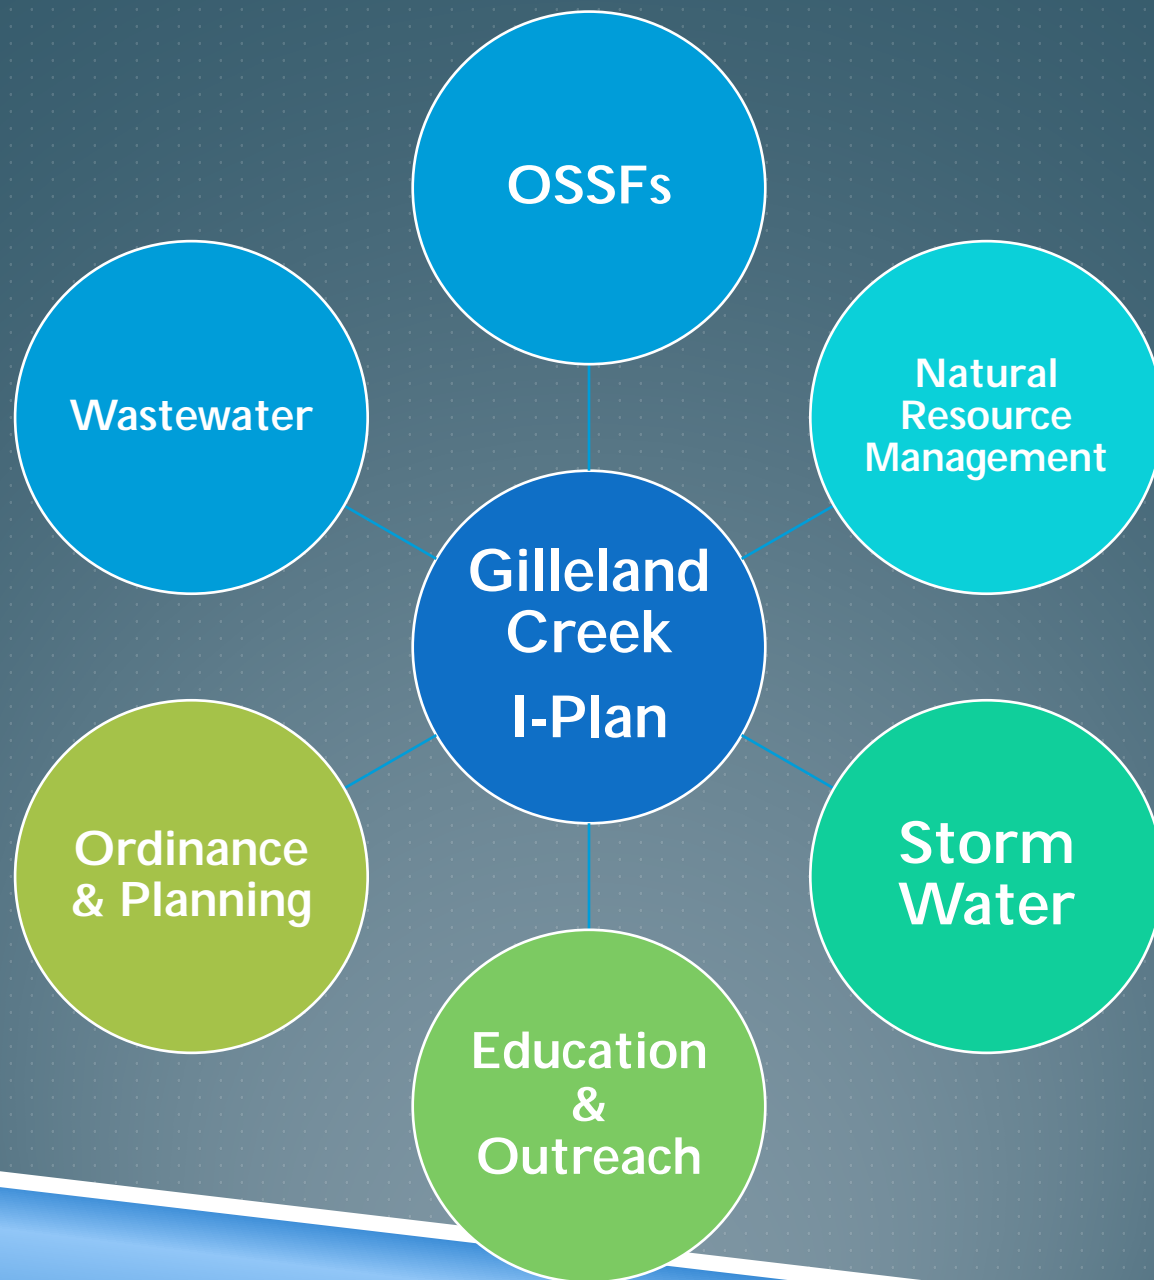 OSSFs
Natural
Resource
Management
Storm
Water
Education
&
Outreach
Ordinance
& Planning
Wastewater
Gilleland
Creek
I-Plan